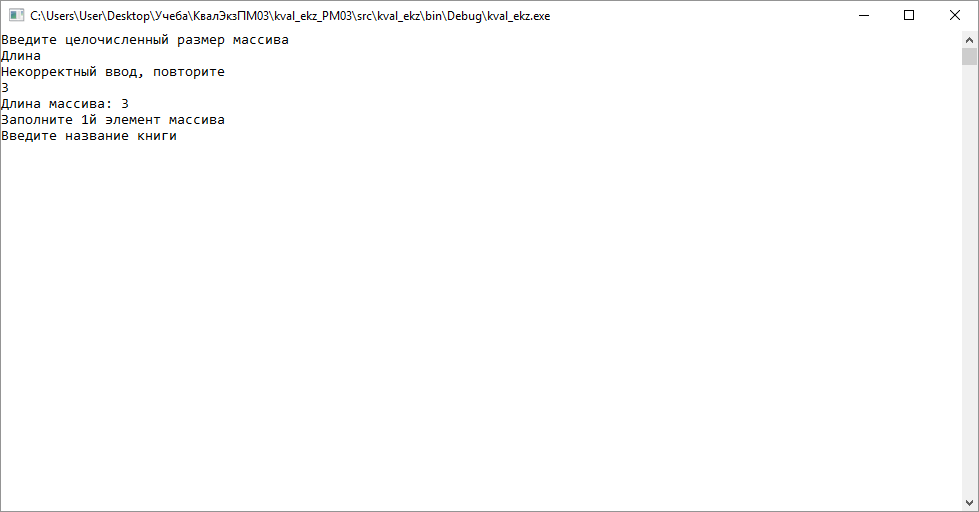 C:\Users\User\Desktop\Учеба\КвалЭкзПМ03\kval_ekz_PM03\src\kval_ekz\bin\Debug\kval_ekz.exe
Введите целочисленный размер массива
Длина
Некорректный ввод, повторите
3
Длина массива: 3
Заполните 1й элемент массива
Введите название книги